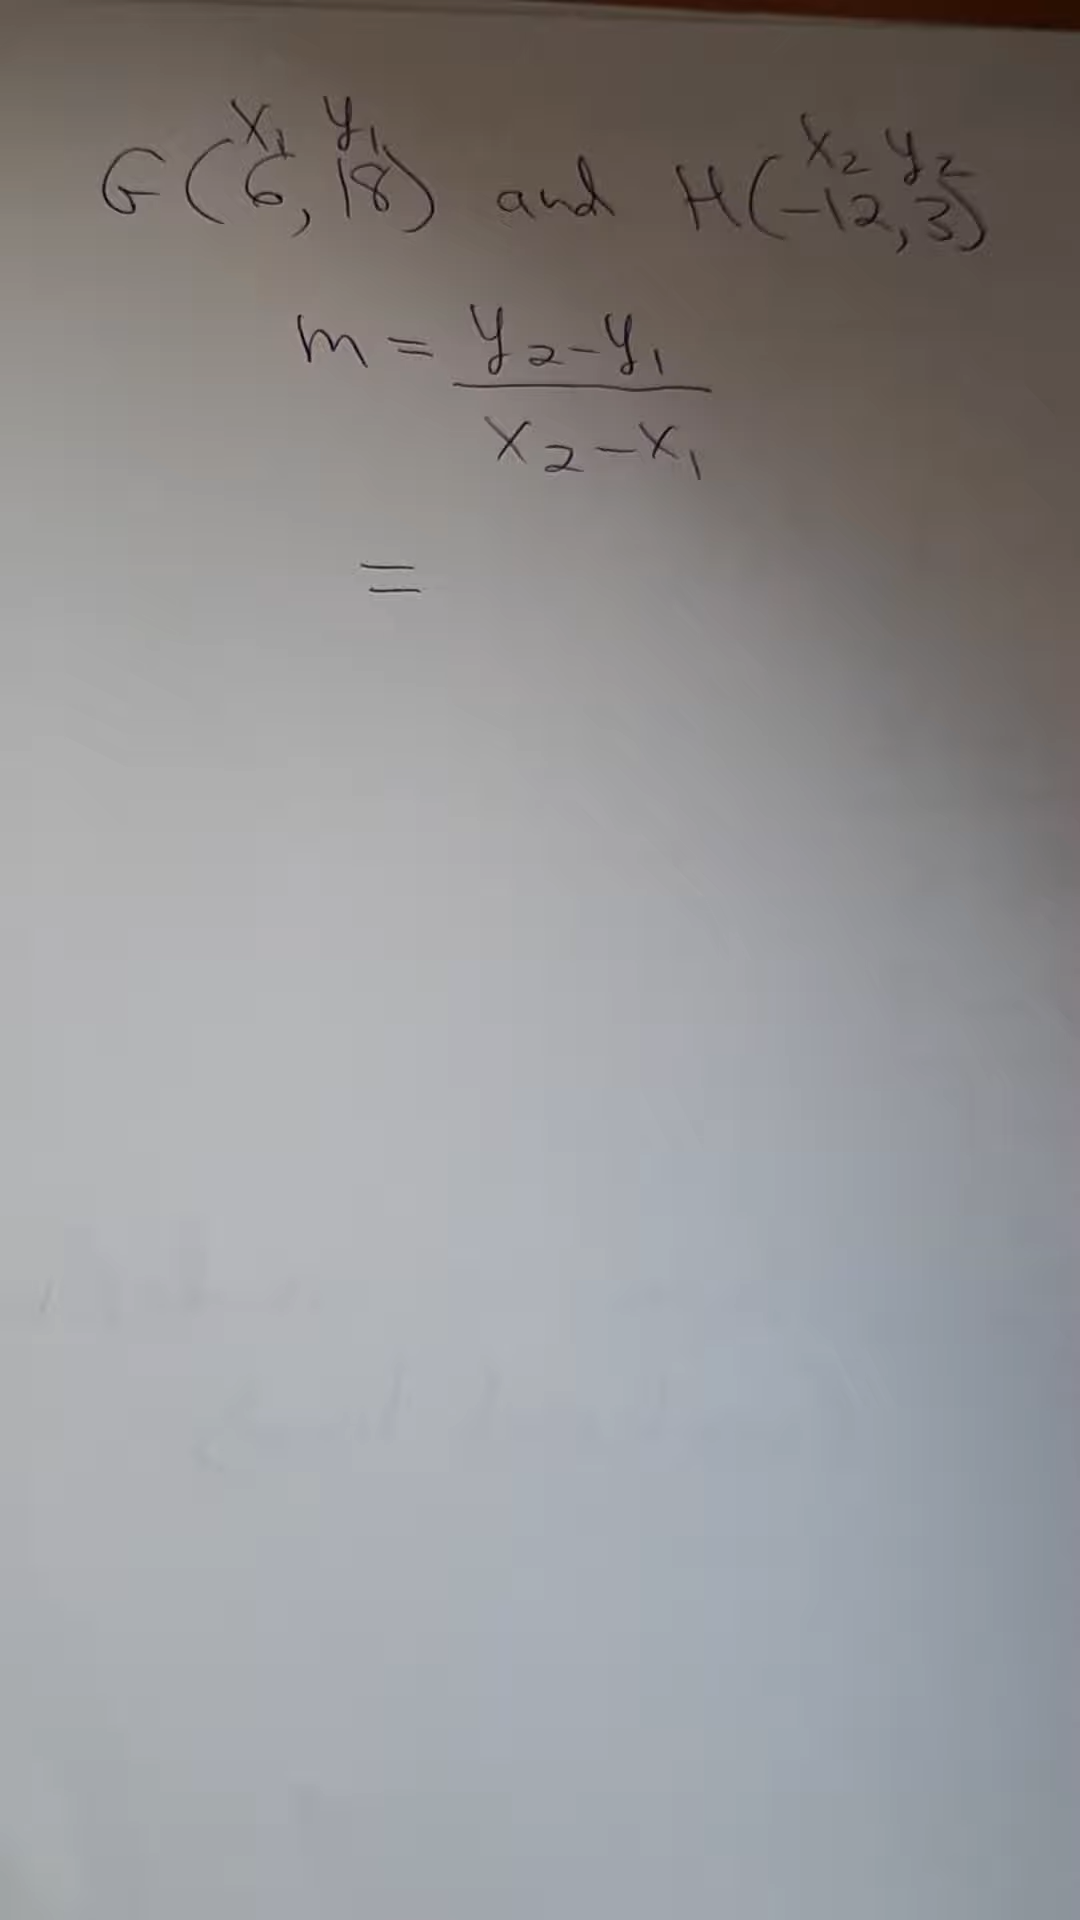 x₁ y₁ x₂ y₂
G(6, 18) and H(-12, 3)
m = y₂-y₁
x₂-x₁
=